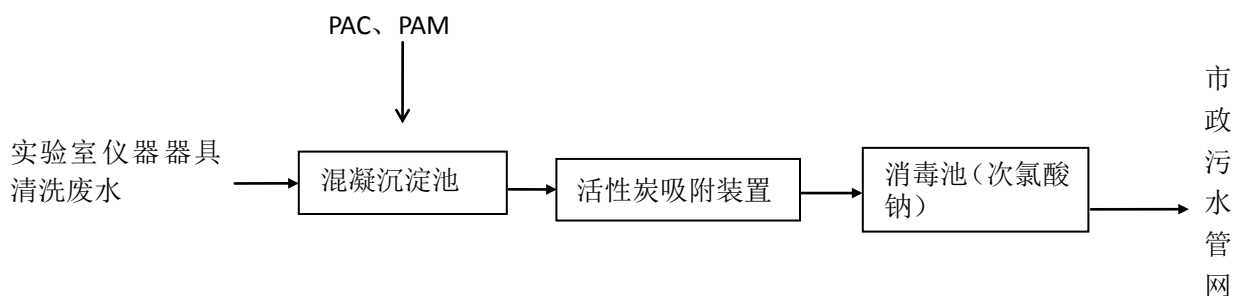 PAC、PAM
实验室仪器器具
清洗废水
混凝沉淀池
活性炭吸附装置
消毒池（次氯酸
钠）
市
政
污
水
管
网